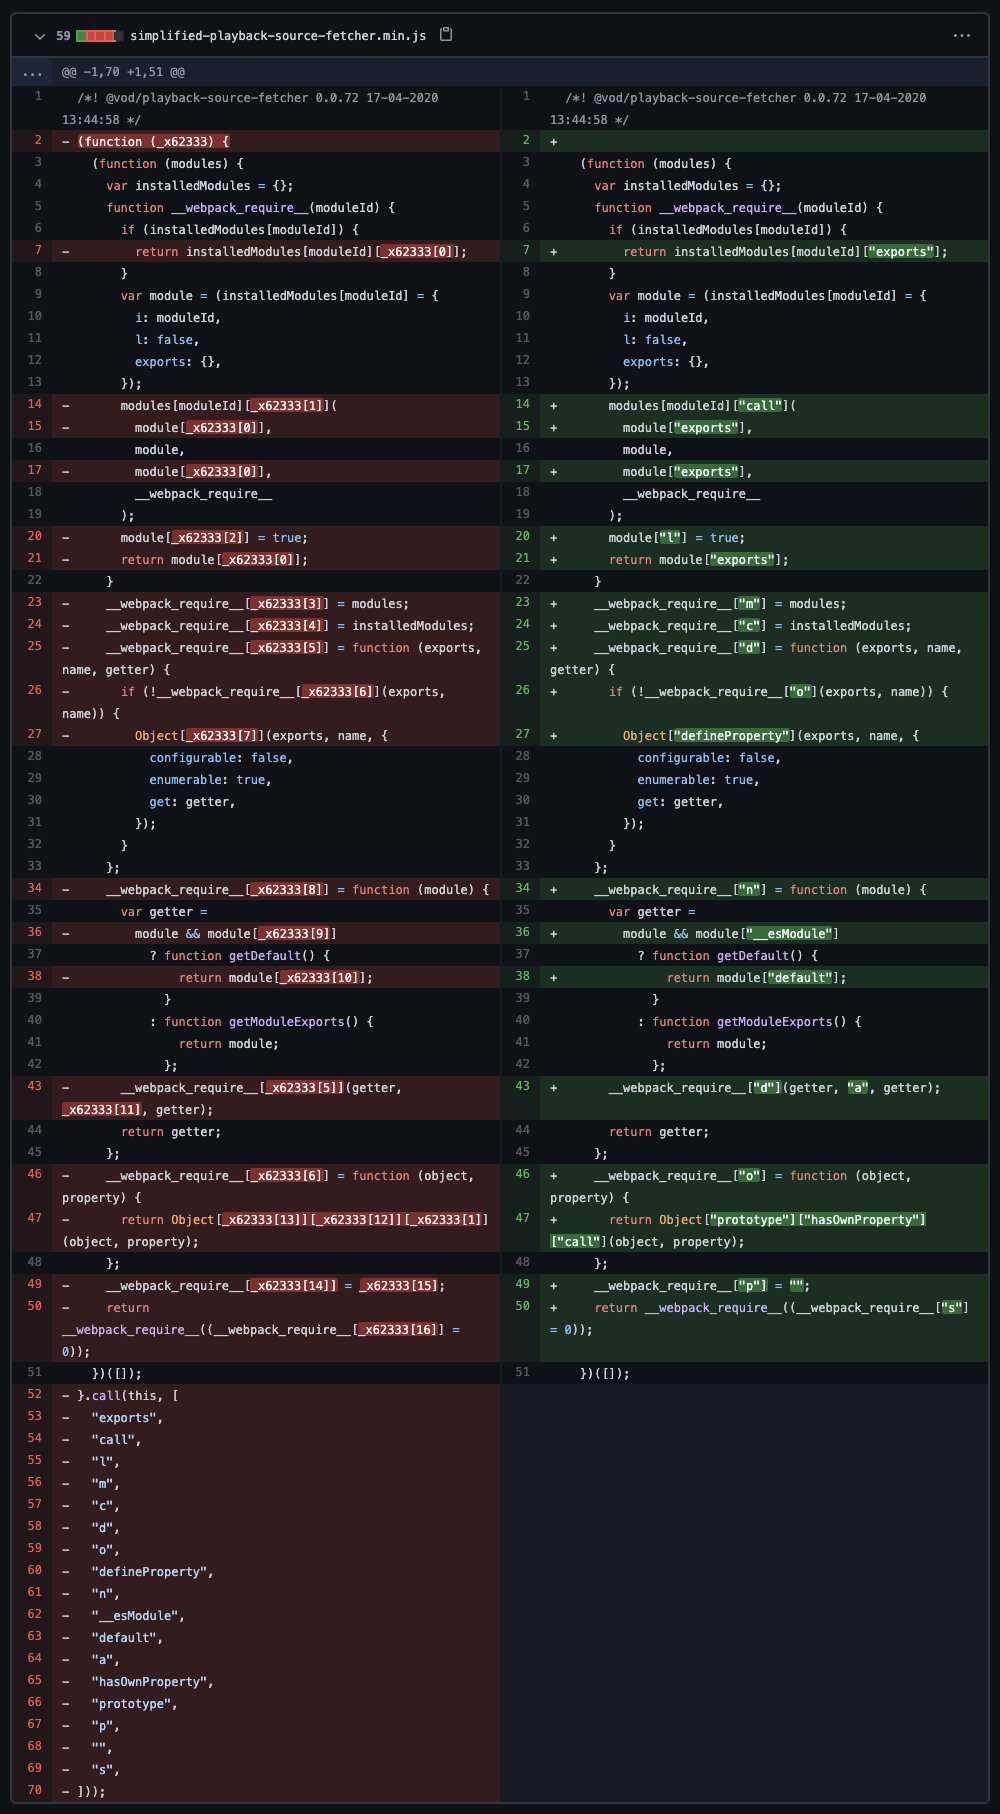 59 simplified-playback-source-fetcher.min.js
... @@ -1,70 +1,51 @@
1 /*! @vod/playback-source-fetcher 0.0.72 17-04-2020
13:44:58 */
2 - (function (_x62333) {
3 (function (modules) {
4 var installedModules = {};
5 function __webpack_require__(moduleId) {
6 if (installedModules[moduleId]) {
7 - return installedModules[moduleId][_x62333[0]];
8 }
9 var module = (installedModules[moduleId] = {
10 i: moduleId,
11 l: false,
12 exports: {},
13 });
14 - modules[moduleId][_x62333[1]](
15 - module[_x62333[0]],
16 module,
17 - module[_x62333[0]],
18 __webpack_require__
19 );
20 - module[_x62333[2]] = true;
21 - return module[_x62333[0]];
22 }
23 - __webpack_require__[_x62333[3]] = modules;
24 - __webpack_require__[_x62333[4]] = installedModules;
25 - __webpack_require__[_x62333[5]] = function (exports,
name, getter) {
26 - if (!__webpack_require__[_x62333[6]](exports,
name)) {
27 - Object[_x62333[7]](exports, name, {
28 configurable: false,
29 enumerable: true,
30 get: getter,
31 });
32 }
33 };
34 - __webpack_require__[_x62333[8]] = function (module) {
35 var getter =
36 - module && module[_x62333[9]]
37 ? function getDefault() {
38 - return module[_x62333[10]];
39 }
40 : function getModuleExports() {
41 return module;
42 };
43 - __webpack_require__[_x62333[5]](getter,
_x62333[11], getter);
44 return getter;
45 };
46 - __webpack_require__[_x62333[6]] = function (object,
property) {
47 - return Object[_x62333[13]][_x62333[12]][_x62333[1]]
(object, property);
48 };
49 - __webpack_require__[_x62333[14]] = _x62333[15];
50 - return
__webpack_require__((__webpack_require__[_x62333[16]] =
0));
51 })([]);
52 - }.call(this, [
53 - "exports",
54 - "call",
55 - "l",
56 - "m",
57 - "c",
58 - "d",
59 - "o",
60 - "defineProperty",
61 - "n",
62 - "__esModule",
63 - "default",
64 - "a",
65 - "hasOwnProperty",
66 - "prototype",
67 - "p",
68 - "",
69 - "s",
70 - ]));
1 /*! @vod/playback-source-fetcher 0.0.72 17-04-2020
13:44:58 */
2 +
3 (function (modules) {
4 var installedModules = {};
5 function __webpack_require__(moduleId) {
6 if (installedModules[moduleId]) {
7 + return installedModules[moduleId]["exports"];
8 }
9 var module = (installedModules[moduleId] = {
10 i: moduleId,
11 l: false,
12 exports: {},
13 });
14 + modules[moduleId]["call"](
15 + module["exports"],
16 module,
17 + module["exports"],
18 __webpack_require__
19 );
20 + module["l"] = true;
21 + return module["exports"];
22 }
23 + __webpack_require__["m"] = modules;
24 + __webpack_require__["c"] = installedModules;
25 + __webpack_require__["d"] = function (exports, name,
getter) {
26 + if (!__webpack_require__["o"](exports, name)) {
27 + Object["defineProperty"](exports, name, {
28 configurable: false,
29 enumerable: true,
30 get: getter,
31 });
32 }
33 };
34 + __webpack_require__["n"] = function (module) {
35 var getter =
36 + module && module["__esModule"]
37 ? function getDefault() {
38 + return module["default"];
39 }
40 : function getModuleExports() {
41 return module;
42 };
43 + __webpack_require__["d"](getter, "a", getter);
44 return getter;
45 };
46 + __webpack_require__["o"] = function (object,
property) {
47 + return Object["prototype"]["hasOwnProperty"]
["call"](object, property);
48 };
49 + __webpack_require__["p"] = "";
50 + return __webpack_require__((__webpack_require__["s"]
= 0));
51 })([]);